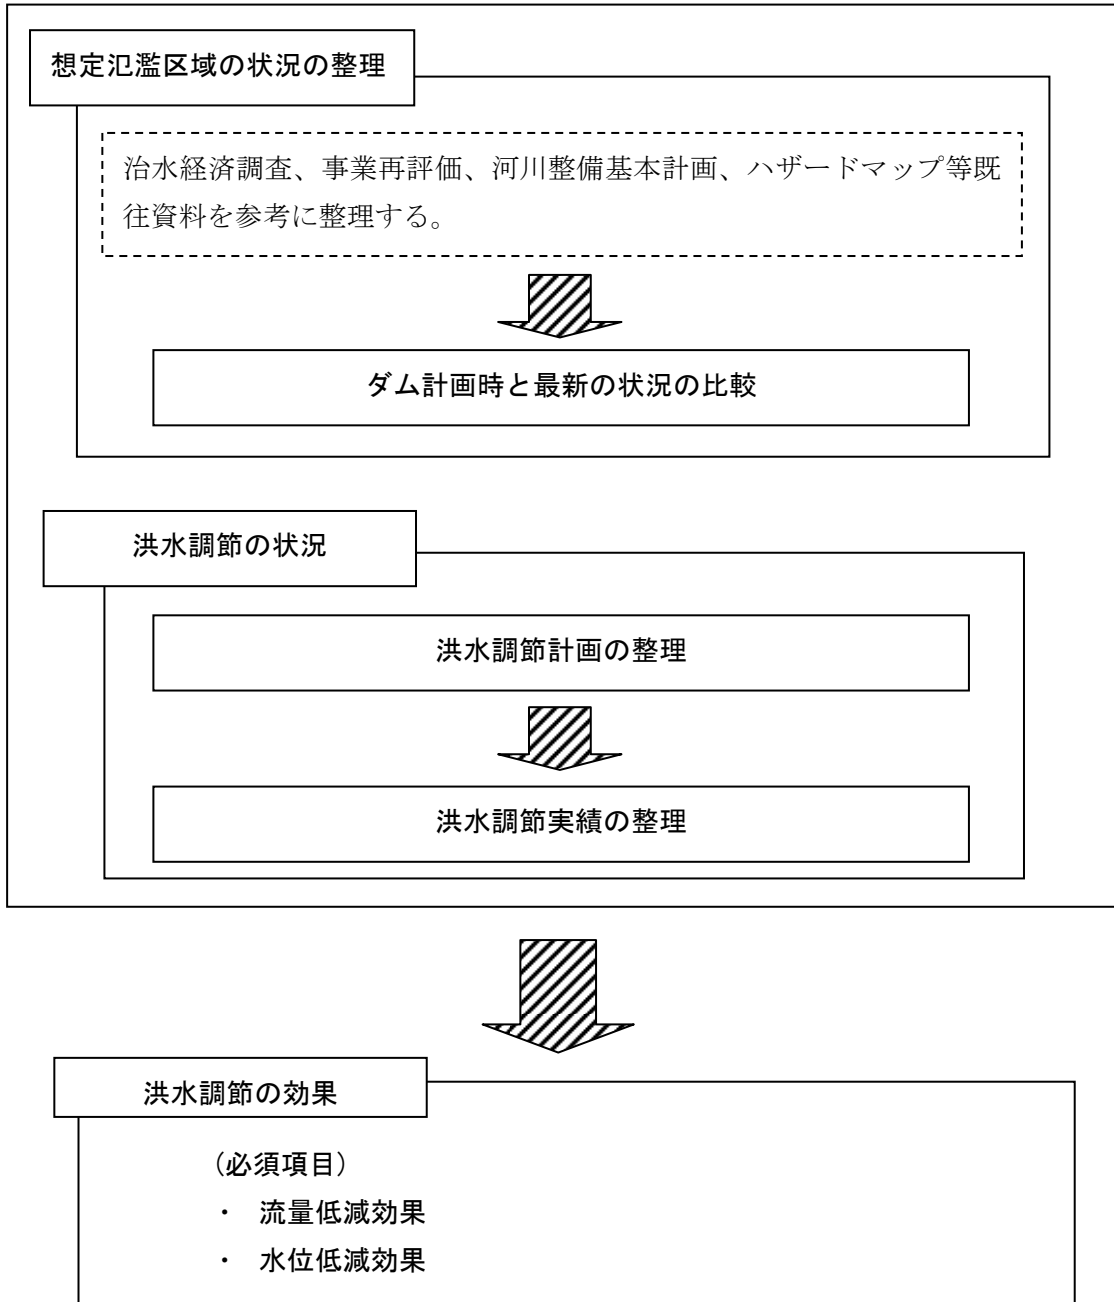 想定氾濫区域の状況の整理
治水経済調査、事業再評価、河川整備基本計画、ハザードマップ等既
往資料を参考に整理する。
ダム計画時と最新の状況の比較
洪水調節の状況
洪水調節計画の整理
洪水調節実績の整理
洪水調節の効果
（必須項目）
・ 流量低減効果
・ 水位低減効果